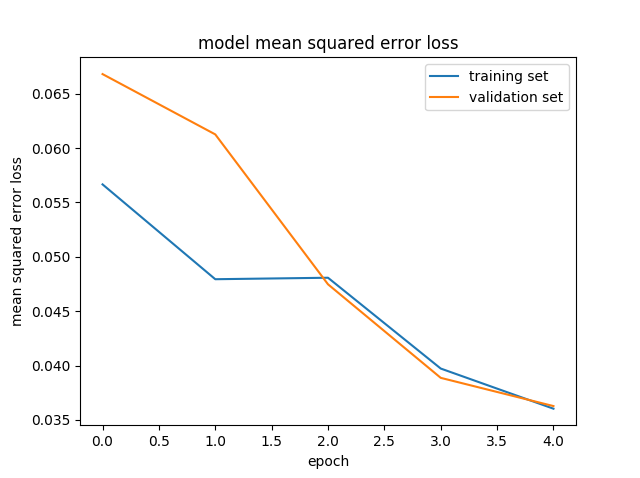 model mean squared error loss
training set
validation set
mean squared error loss
0.065
0.060
0.055
0.050
0.045
0.040
0.035
0.0 0.5 1.0 1.5 2.0 2.5 3.0 3.5 4.0
epoch